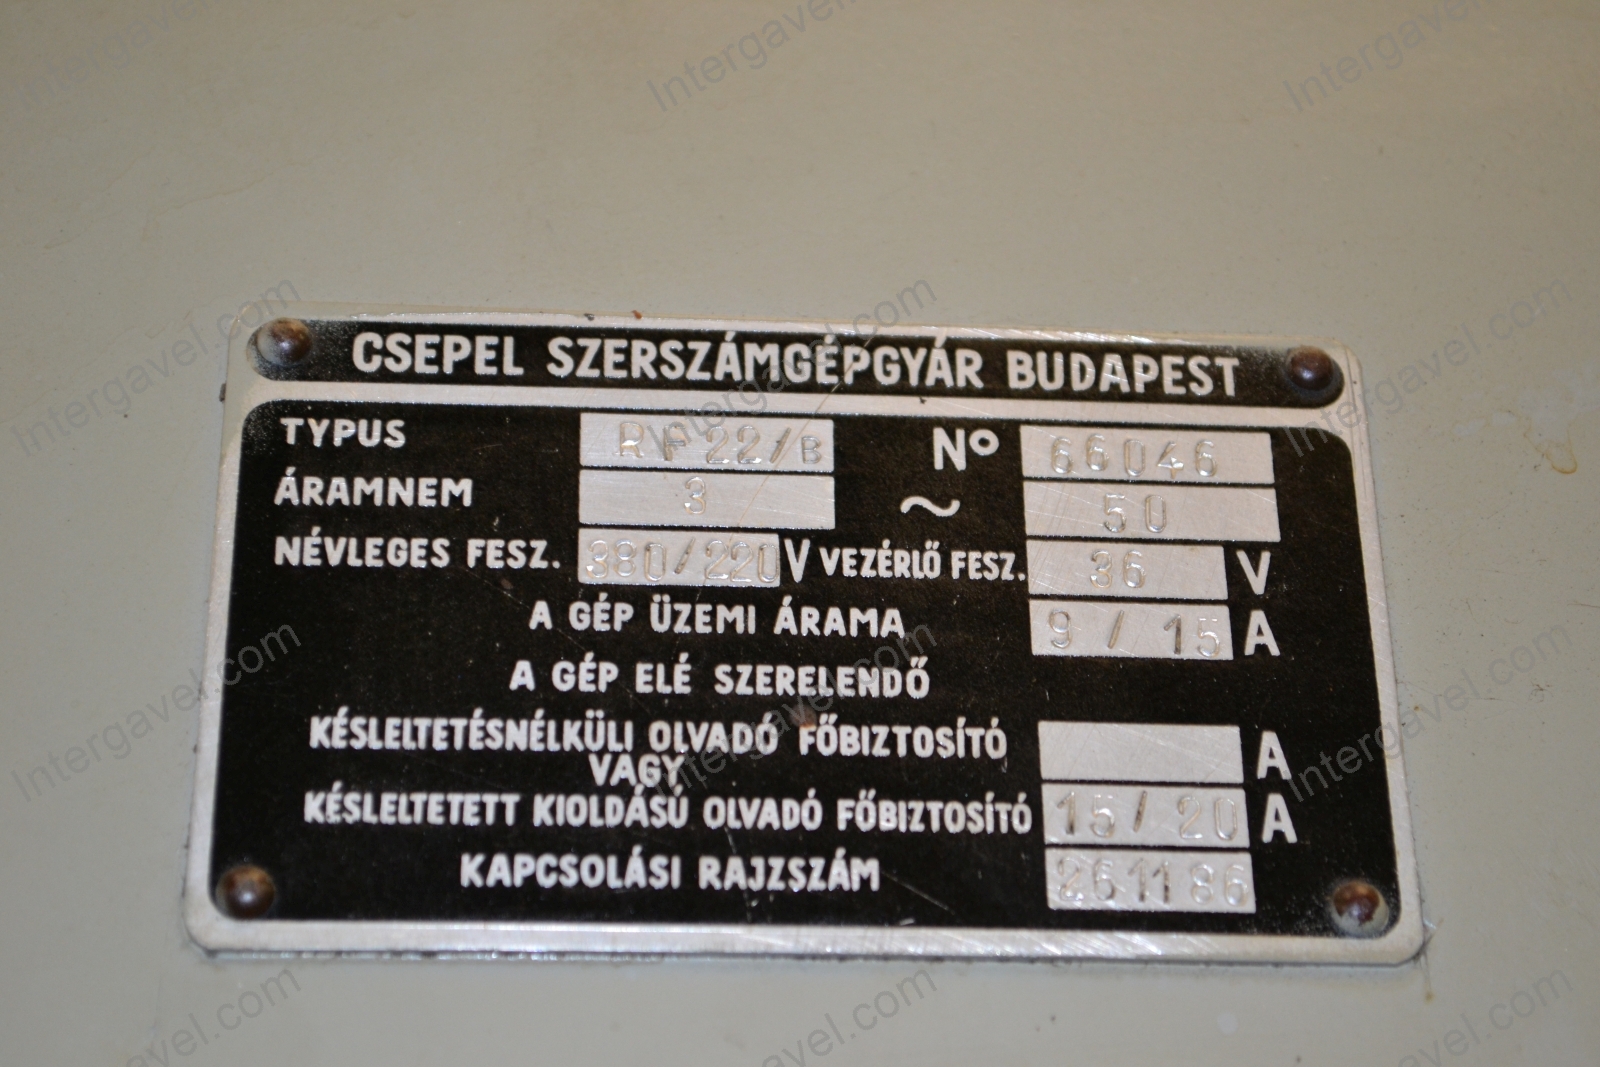 CSEPEL SZERSZÁMGÉPGYÁR BUDAPEST
TYPUS RF22/B Nº 66046
ÁRAMNEM 3 ~ 50
NÉVLEGES FESZ. 380/220 V VEZÉRLŐ FESZ. 36 V
A GÉP ÜZEMI ÁRAMA 9 / 15 A
A GÉP ELÉ SZERELENDŐ
KÉSLELTETÉSNÉLKÜLI OLVADÓ FŐBIZTOSÍTÓ A
VAGY
KÉSLELTETETT KIOLDÁSÚ OLVADÓ FŐBIZTOSÍTÓ 15/20 A
KAPCSOLÁSI RAJZSZÁM 261186
Intergavel.com